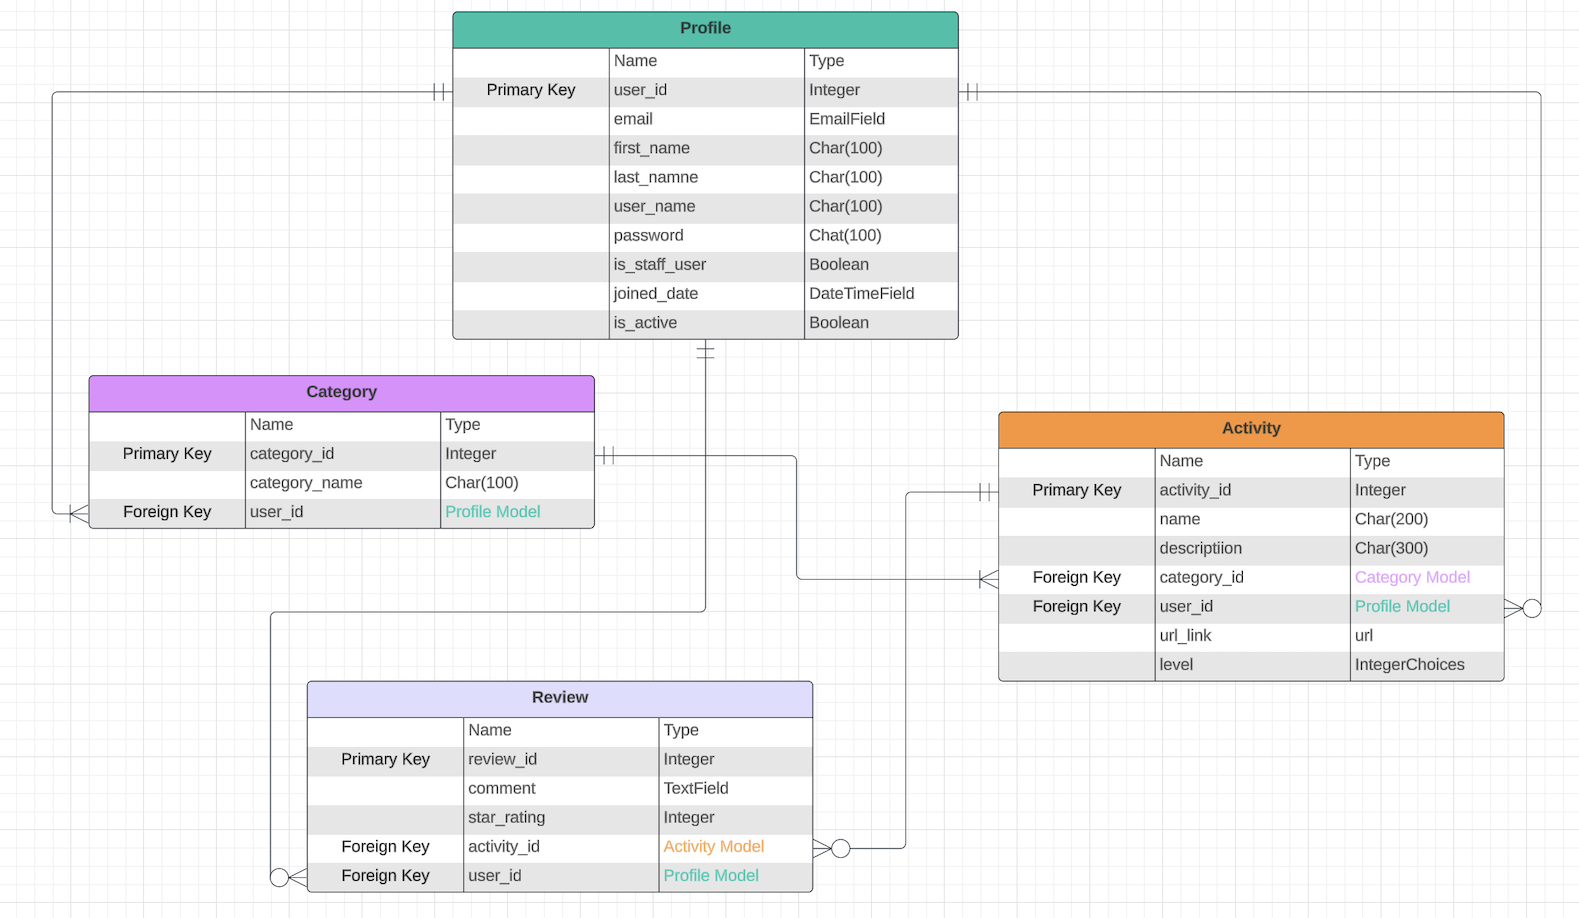 Profile
Name Type
Primary Key user_id Integer
email EmailField
first_name Char(100)
last_namne Char(100)
user_name Char(100)
password Chat(100)
is_staff_user Boolean
joined_date DateTimeField
is_active Boolean
Category
Name Type
Primary Key category_id Integer
category_name Char(100)
Foreign Key user_id Profile Model
Activity
Name Type
Primary Key activity_id Integer
name Char(200)
descriptiion Char(300)
Foreign Key category_id Category Model
Foreign Key user_id Profile Model
url_link url
level IntegerChoices
Review
Name Type
Primary Key review_id Integer
comment TextField
star_rating Integer
Foreign Key activity_id Activity Model
Foreign Key user_id Profile Model